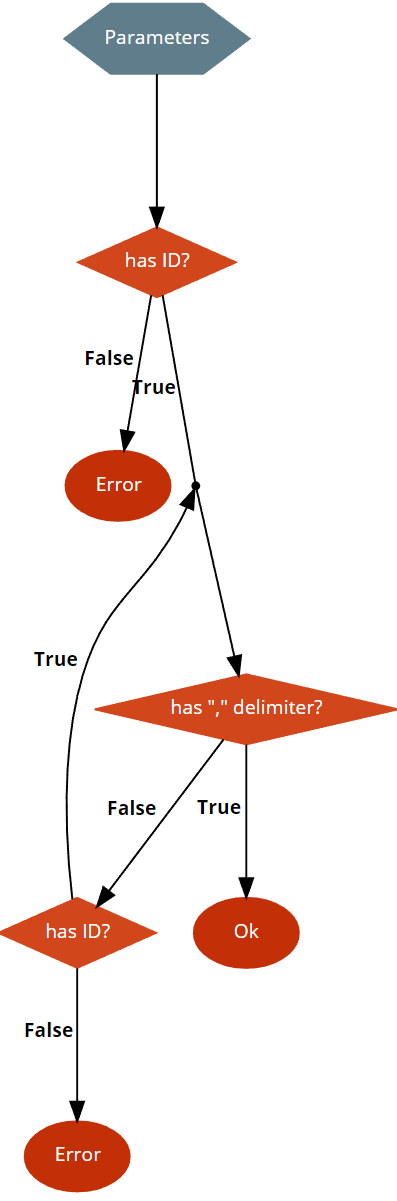 Parameters
has ID?
False
True
Error
True
has "," delimiter?
False
True
has ID?
Ok
False
Error